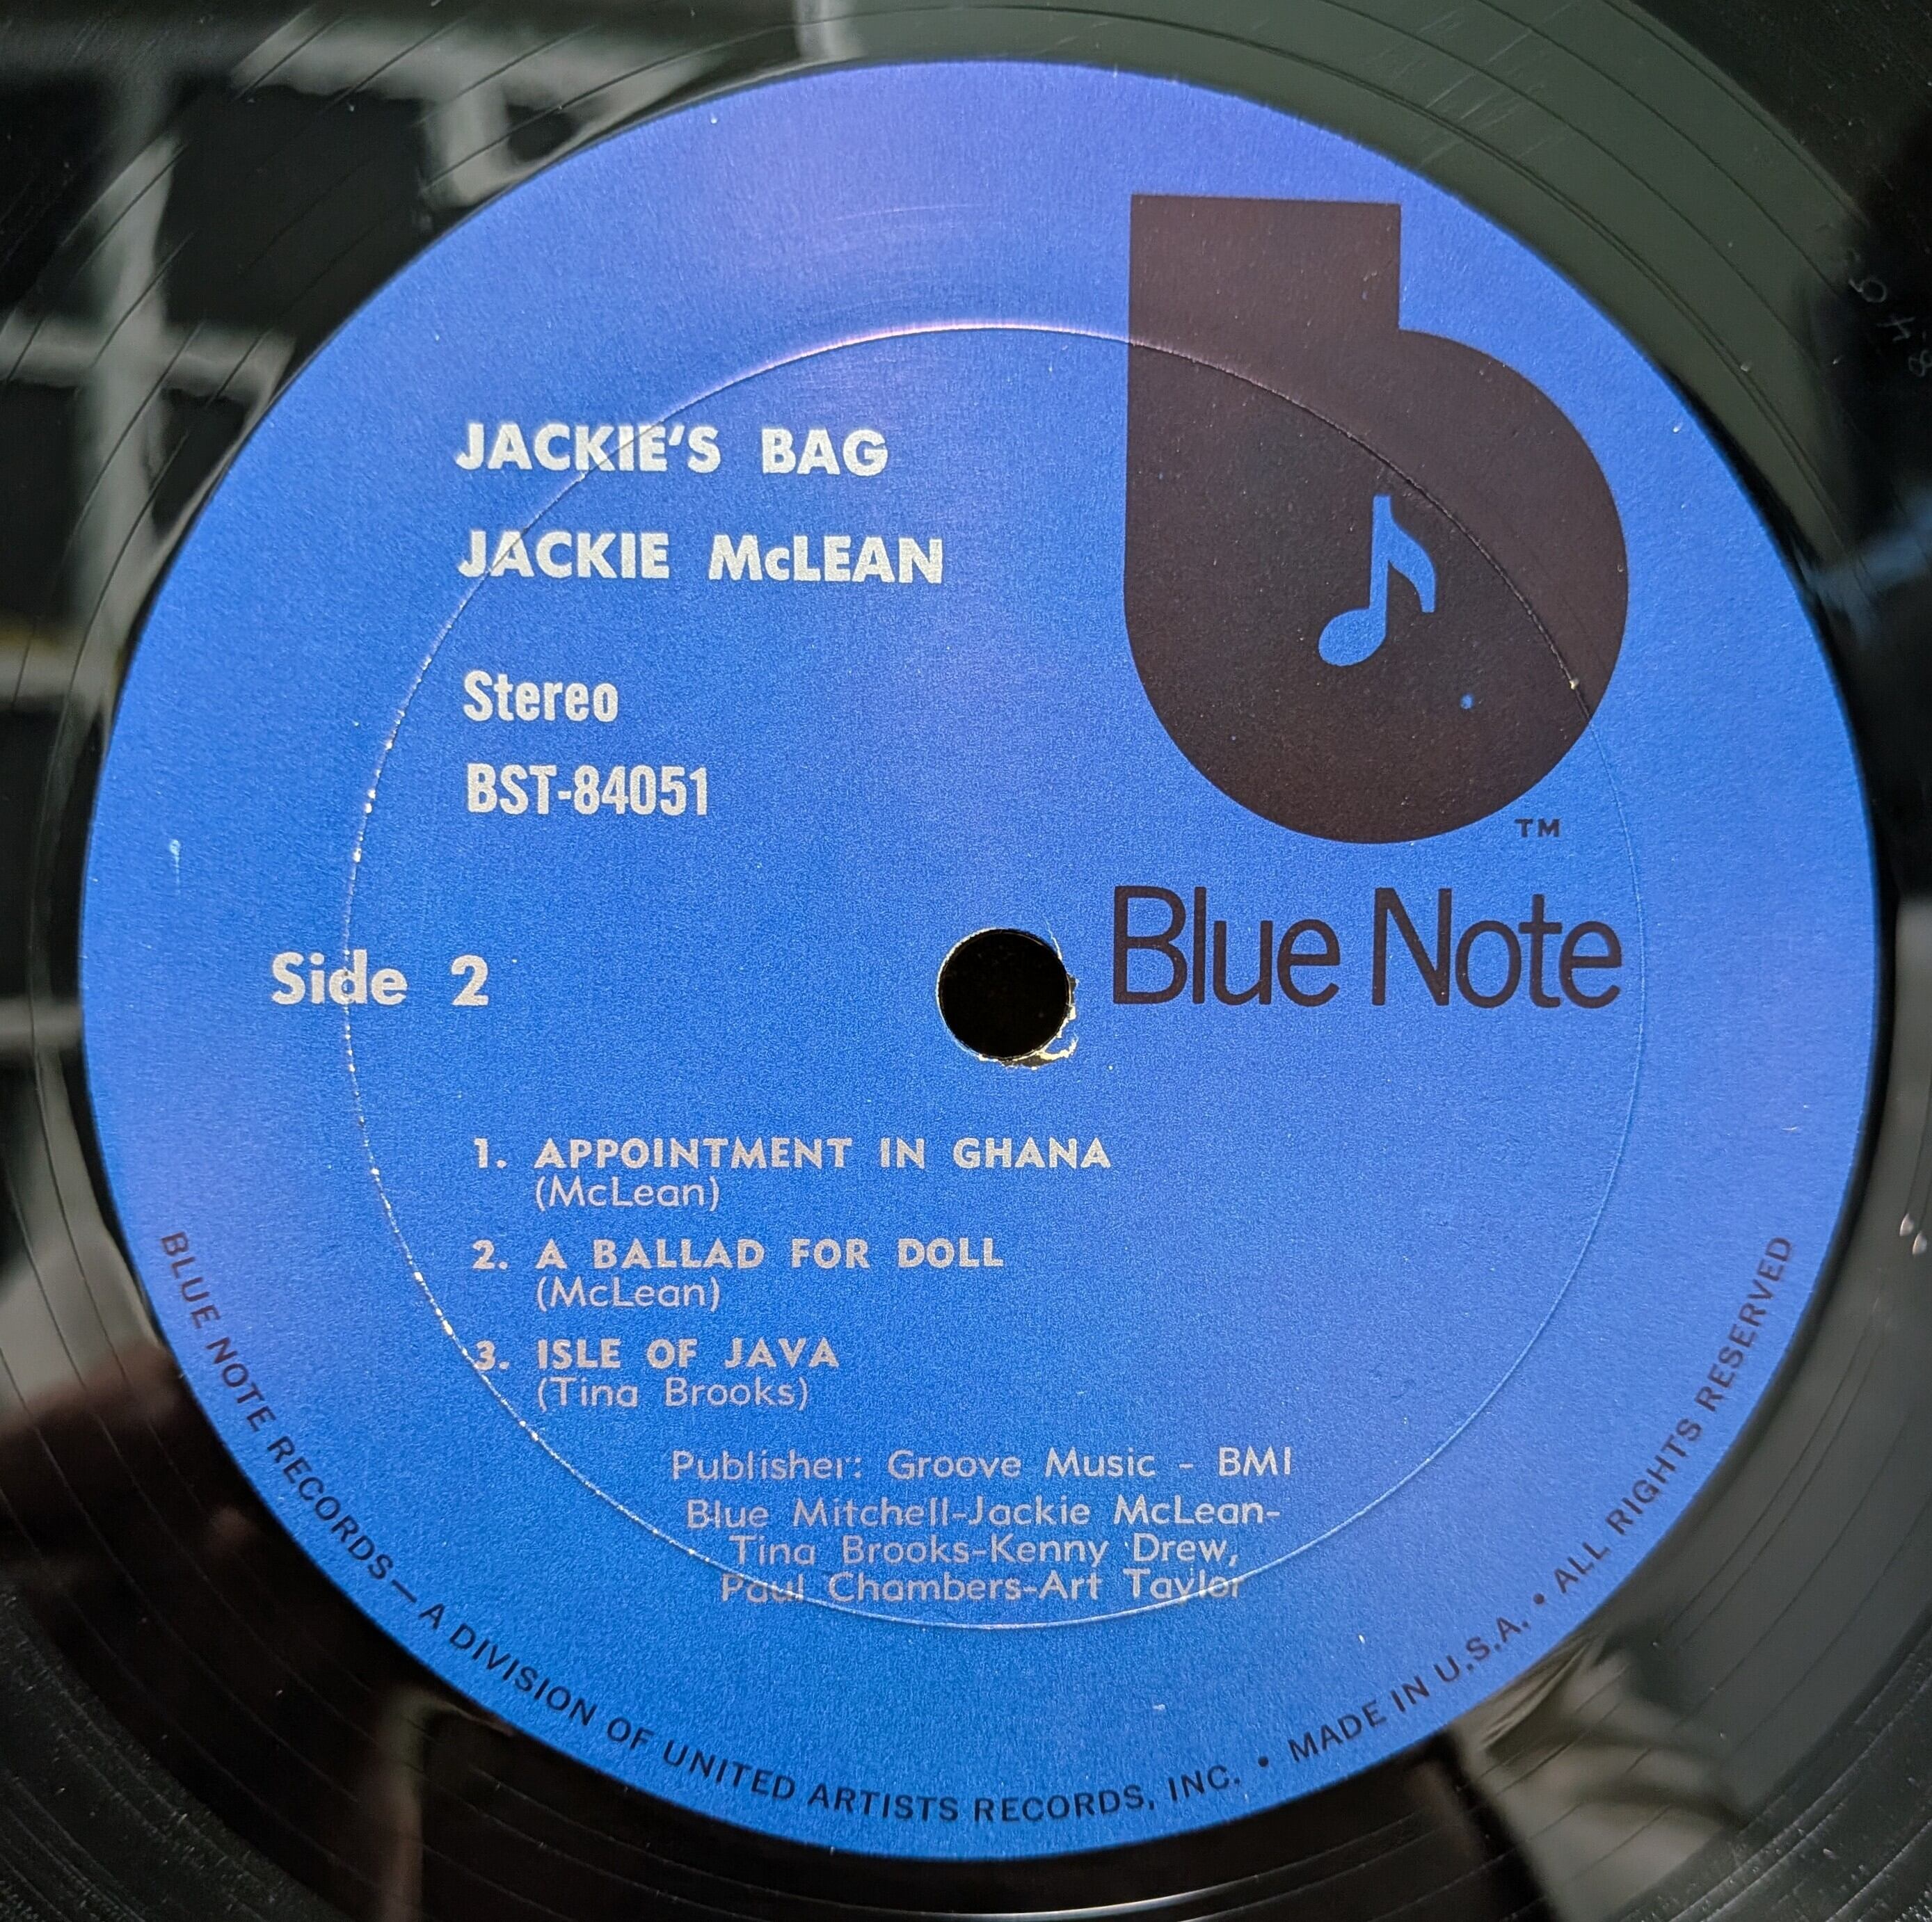 JACKIE'S BAG
JACKIE McLEAN
Stereo
BST-84051
TM
Blue Note
Side 2
1. APPOINTMENT IN GHANA
(McLean)
2. A BALLAD FOR DOLL
(McLean)
3. ISLE OF JAVA
(Tina Brooks)
Publisher: Groove Music - BMI
Blue Mitchell-Jackie McLean-
Tina Brooks-Kenny Drew,
Paul Chambers-Art Taylor
BLUE NOTE RECORDS—A DIVISION OF UNITED ARTISTS RECORDS, INC. • MADE IN U.S.A. • ALL RIGHTS RESERVED